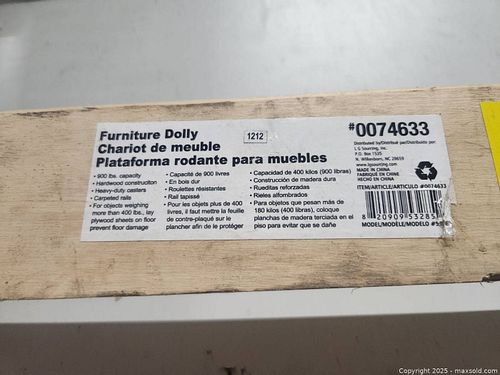 Furniture Dolly
Chariot de meuble
Plataforma rodante para muebles
1212
• 900 lbs. capacity
• Hardwood construction
• Heavy-duty casters
• Carpeted rails
• For objects weighing
more than 400 lbs., lay
plywood sheets on floor
prevent floor damage
• Capacité de 900 livres
• En bois dur
• Roulettes résistantes
• Rail tapissé
• Pour les objets plus de 400
livres, il faut mettre la feuille
de contre-plaqué sur le
plancher afin de le protéger
• Capacidad de 400 kilos (900 libras)
• Construcción de madera dura
• Rueditas reforzadas
• Rieles alfombrados
• Para objetos que pesan más de
180 kilos (400 libras), coloque
planchas de madera terciada en el
piso para evitar que se dañe
#0074633
Distributed by/Distribué par/Distribuido por:
L G Sourcing, Inc.
P.O. Box 1535
N. Wilkesboro, NC 28659
www.lgsourcing.com
MADE IN CHINA
FABRIQUÉ EN CHINE
HECHO EN CHINA
ITEM/ARTICLE/ARTÍCULO #0074633
8 20909 53285
MODEL/MODÈLE/MODELO
Copyright 2025 - maxsold.com